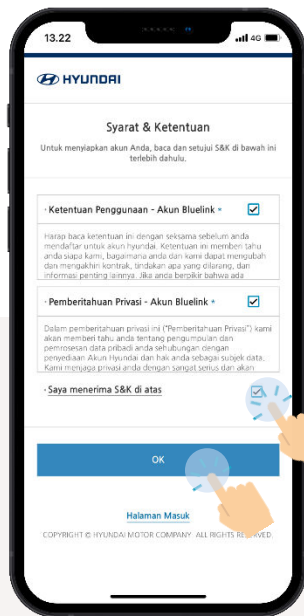 13.22
4G
HYUNDAI
Syarat & Ketentuan
Untuk menyiapkan akun Anda, baca dan setujui S&K di bawah ini
terlebih dahulu.
· Ketentuan Penggunaan - Akun Bluelink *
Harap baca ketentuan ini dengan seksama sebelum anda
mendaftar untuk akun hyundai. Ketentuan ini memberi tahu
anda siapa kami, bagaimana anda dan kami dapat mengubah
dan mengakhiri kontrak, tindakan apa yang dilarang, dan
informasi penting lainnya. Jika anda berpikir bahwa ada
· Pemberitahuan Privasi - Akun Bluelink *
Dalam pemberitahuan privasi ini ("Pemberitahuan Privasi") kami
akan memberi tahu anda tentang pengumpulan dan
pemrosesan data pribadi anda sehubungan dengan
penyediaan Akun Hyundai dan hak anda sebagai subjek data.
Kami menjaga privasi anda dengan sangat serius dan akan
· Saya menerima S&K di atas
OK
Halaman Masuk
COPYRIGHT © HYUNDAI MOTOR COMPANY. ALL RIGHTS